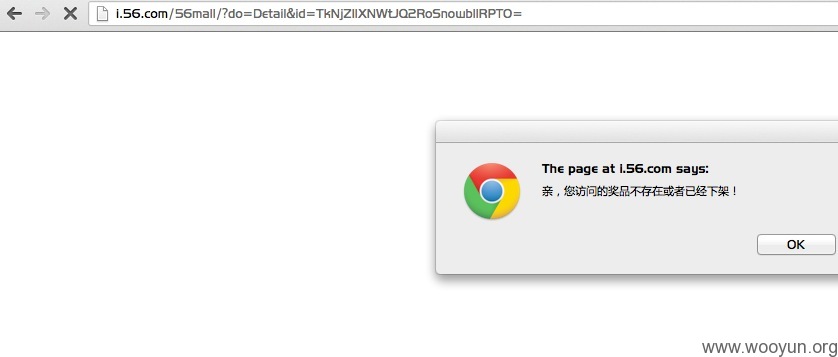 i.56.com/56mall/?do=Detail&id=TkNjZllXNWtJQ2RoSnowbllRPTO=
The page at i.56.com says:
亲，您访问的奖品不存在或者已经下架！
OK
www.wooyun.org